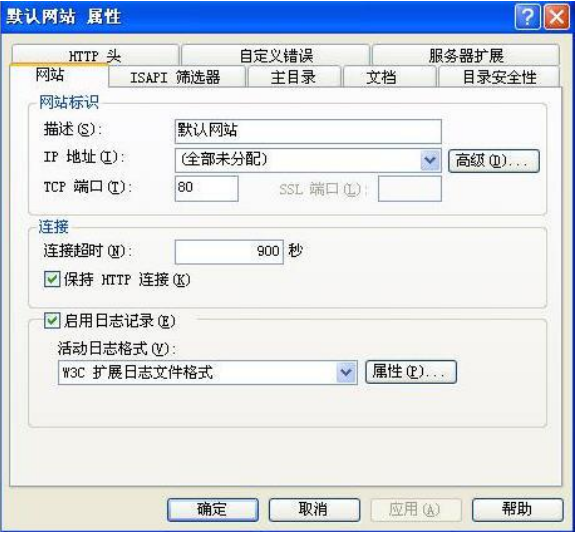 默认网站 属性
HTTP 头 自定义错误 服务器扩展
网站 ISAPI 筛选器 主目录 文档 目录安全性
网站标识
描述(S): 默认网站
IP 地址(I): (全部未分配) 高级(D)...
TCP 端口(T): 80 SSL 端口(L):
连接
连接超时(N): 900 秒
保持 HTTP 连接(K)
启用日志记录(E)
活动日志格式(V):
W3C 扩展日志文件格式 属性(P)...
确定 取消 应用(A) 帮助